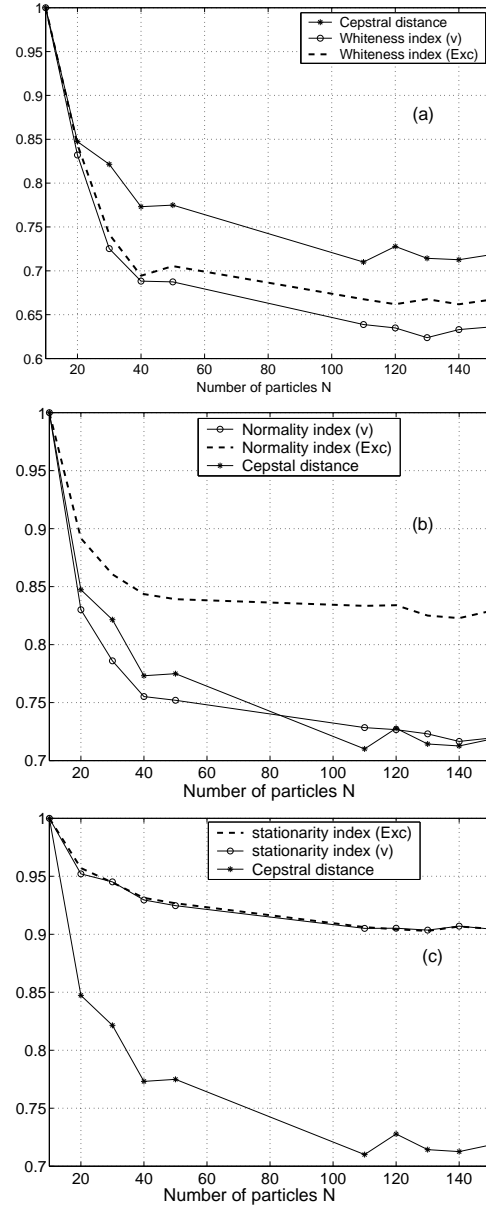 1
0.95
0.9
0.85
0.8
0.75
0.7
0.65
0.6
Cepstral distance
Whiteness index (v)
Whiteness index (Exc)
(a)
20 40 60 80 100 120 140
Number of particles N
1
0.95
0.9
0.85
0.8
0.75
0.7
Normality index (v)
Normality index (Exc)
Cepstal distance
(b)
20 40 60 80 100 120 140
Number of particles N
1
0.95
0.9
0.85
0.8
0.75
0.7
stationarity index (Exc)
stationarity index (v)
Cepstral distance
(c)
20 40 60 80 100 120 140
Number of particles N